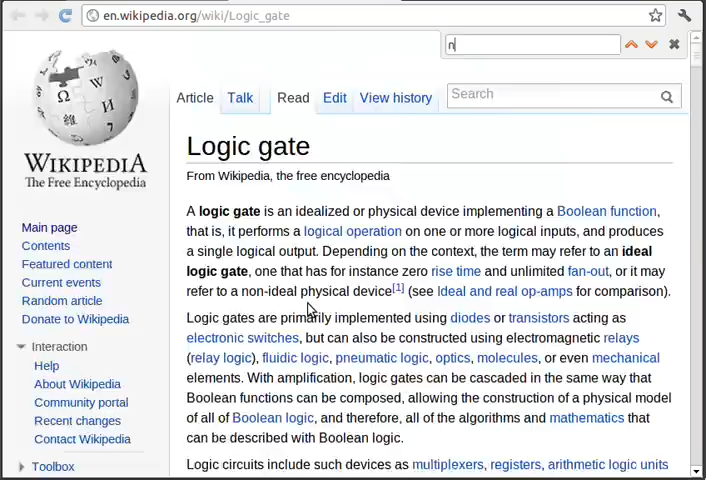 en.wikipedia.org/wiki/Logic_gate
n
Article Talk Read Edit View history Search
WIKIPEDIA
The Free Encyclopedia
Main page
Contents
Featured content
Current events
Random article
Donate to Wikipedia
Interaction
Help
About Wikipedia
Community portal
Recent changes
Contact Wikipedia
Toolbox
Logic gate
From Wikipedia, the free encyclopedia
A logic gate is an idealized or physical device implementing a Boolean function,
that is, it performs a logical operation on one or more logical inputs, and produces
a single logical output. Depending on the context, the term may refer to an ideal
logic gate, one that has for instance zero rise time and unlimited fan-out, or it may
refer to a non-ideal physical device[1] (see Ideal and real op-amps for comparison).
Logic gates are primarily implemented using diodes or transistors acting as
electronic switches, but can also be constructed using electromagnetic relays
(relay logic), fluidic logic, pneumatic logic, optics, molecules, or even mechanical
elements. With amplification, logic gates can be cascaded in the same way that
Boolean functions can be composed, allowing the construction of a physical model
of all of Boolean logic, and therefore, all of the algorithms and mathematics that
can be described with Boolean logic.
Logic circuits include such devices as multiplexers, registers, arithmetic logic units